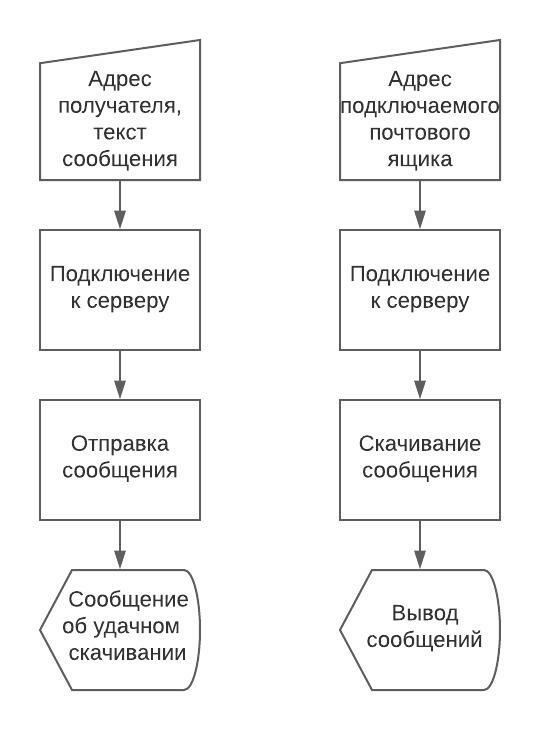 Адрес
получателя,
текст
сообщения
Подключение
к серверу
Отправка
сообщения
Сообщение
об удачном
скачивании
Адрес
подключаемого
почтового
ящика
Подключение
к серверу
Скачивание
сообщения
Вывод
сообщений